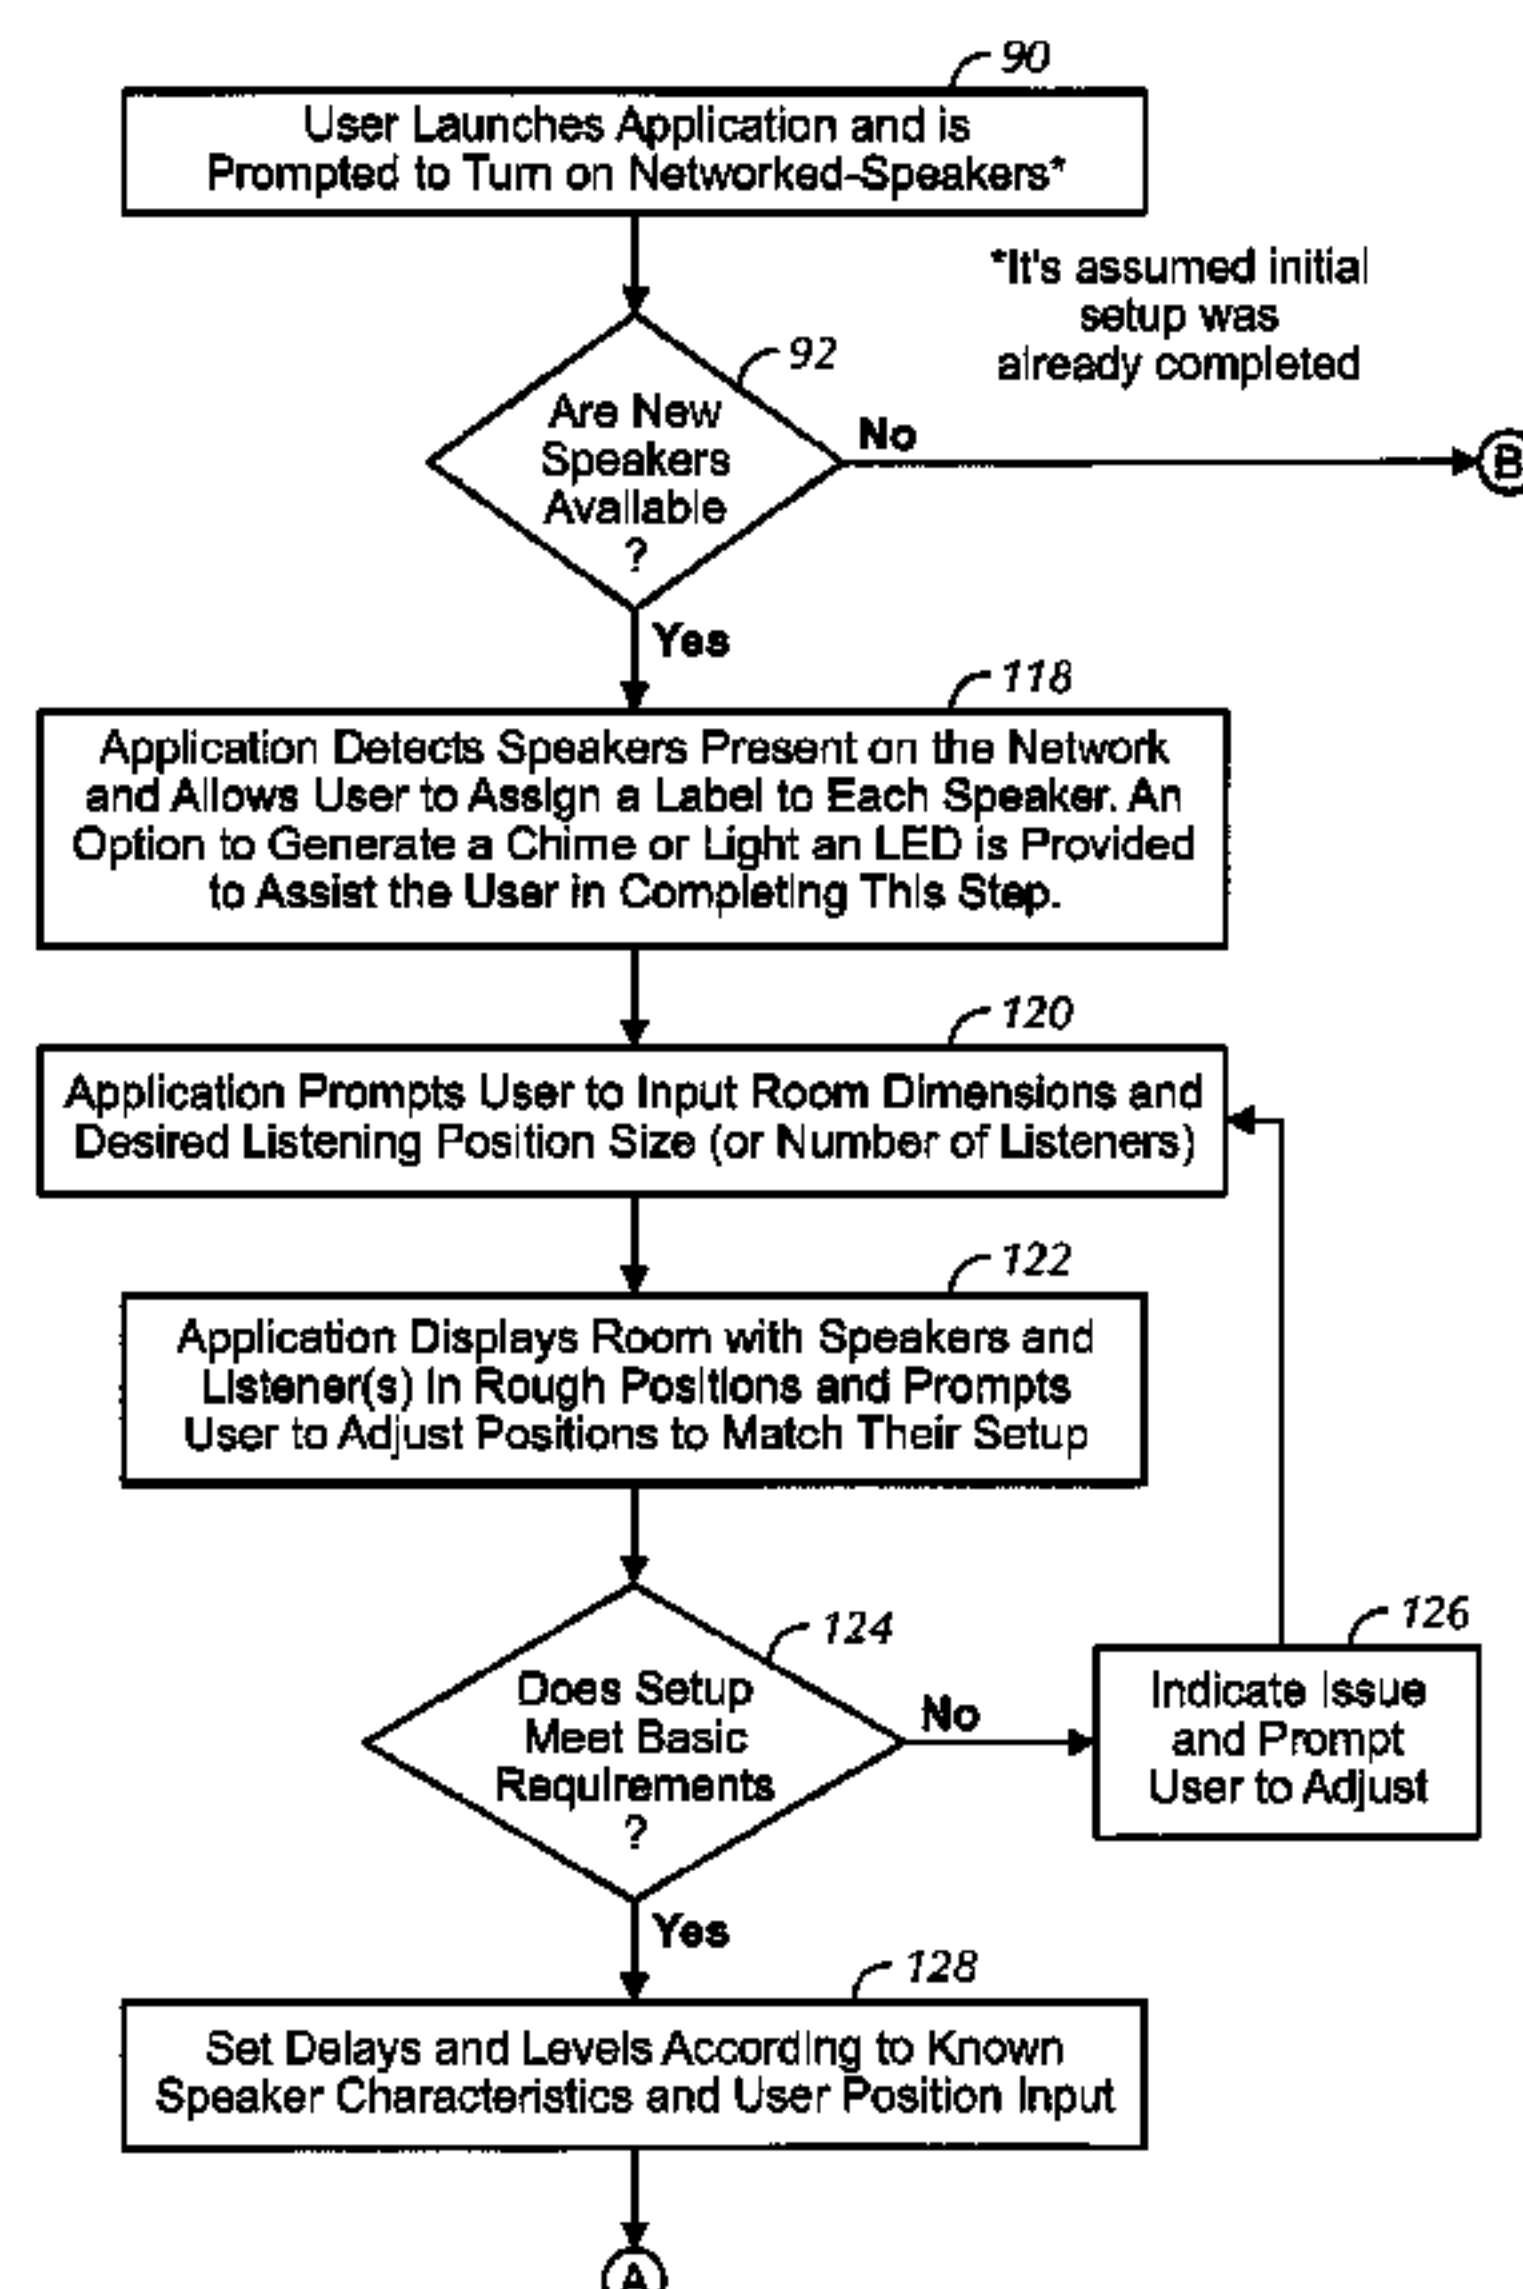 90
User Launches Application and is
Prompted to Turn on Networked-Speakers*
*It's assumed initial
setup was
already completed
92
Are New
Speakers
Available
?
No
B
Yes
118
Application Detects Speakers Present on the Network
and Allows User to Assign a Label to Each Speaker. An
Option to Generate a Chime or Light an LED is Provided
to Assist the User in Completing This Step.
120
Application Prompts User to Input Room Dimensions and
Desired Listening Position Size (or Number of Listeners)
122
Application Displays Room with Speakers and
Listener(s) in Rough Positions and Prompts
User to Adjust Positions to Match Their Setup
124
Does Setup
Meet Basic
Requirements
?
No
126
Indicate Issue
and Prompt
User to Adjust
Yes
128
Set Delays and Levels According to Known
Speaker Characteristics and User Position Input
A